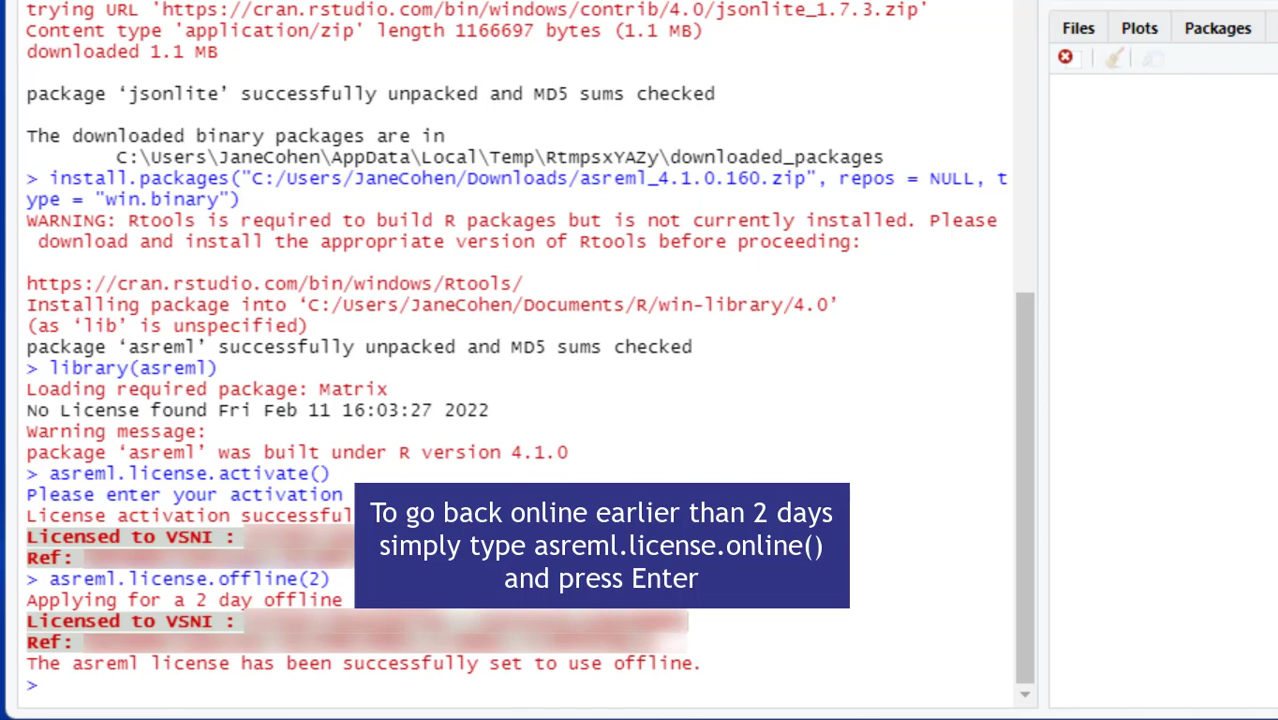 trying URL 'https://cran.rstudio.com/bin/windows/contrib/4.0/jsonlite_1.7.3.zip'
Content type 'application/zip' length 1166697 bytes (1.1 MB)
downloaded 1.1 MB
package ‘jsonlite’ successfully unpacked and MD5 sums checked
The downloaded binary packages are in
C:\Users\JaneCohen\AppData\Local\Temp\RtmpsxYAZy\downloaded_packages
> install.packages("C:/Users/JaneCohen/Downloads/asreml_4.1.0.160.zip", repos = NULL, t
ype = "win.binary")
WARNING: Rtools is required to build R packages but is not currently installed. Please
download and install the appropriate version of Rtools before proceeding:
https://cran.rstudio.com/bin/windows/Rtools/
Installing package into ‘C:/Users/JaneCohen/Documents/R/win-library/4.0’
(as ‘lib’ is unspecified)
package ‘asreml’ successfully unpacked and MD5 sums checked
> library(asreml)
Loading required package: Matrix
No License found Fri Feb 11 16:03:27 2022
Warning message:
package ‘asreml’ was built under R version 4.1.0
> asreml.license.activate()
Please enter your activation
License activation successful
Licensed to VSNI :
Ref:
> asreml.license.offline(2)
Applying for a 2 day offline
Licensed to VSNI :
Ref:
The asreml license has been successfully set to use offline.
>
To go back online earlier than 2 days
simply type asreml.license.online()
and press Enter
Files Plots Packages